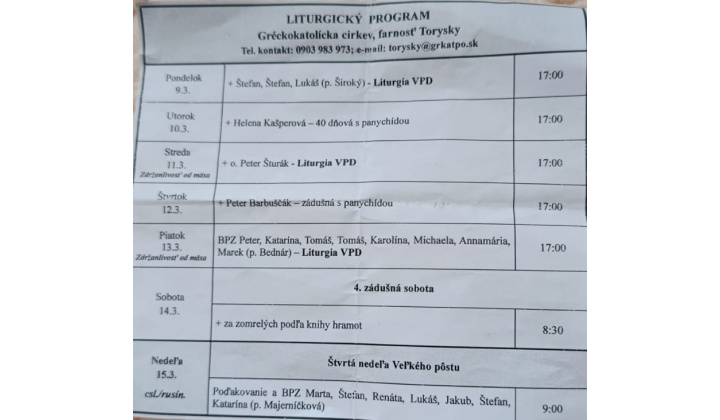 LITURGICKÝ PROGRAM
Gréckokatolícka cirkev, farnosť Torysky
Tel. kontakt: 0903 983 973; e-mail: torysky@grkatpo.sk
Pondelok
9.3.
+ Štefan, Štefan, Lukáš (p. Široký) - Liturgia VPD
17:00
Utorok
10.3.
+ Helena Kašperová – 40 dňová s panychídou
17:00
Streda
11.3.
Zdržanlivosť od mäsa
+ o. Peter Šturák - Liturgia VPD
17:00
Štvrtok
12.3.
+ Peter Barbuščák – zádušná s panychídou
17:00
Piatok
13.3.
Zdržanlivosť od mäsa
BPZ Peter, Katarína, Tomáš, Tomáš, Karolína, Michaela, Annamária,
Marek (p. Bednár) – Liturgia VPD
17:00
Sobota
14.3.
4. zádušná sobota
+ za zomrelých podľa knihy hramot
8:30
Nedeľa
15.3.
csl./rusín.
Štvrtá nedeľa Veľkého pôstu
Poďakovanie a BPZ Marta, Štefan, Renáta, Lukáš, Jakub, Štefan,
Katarína (p. Majerníčková)
9:00